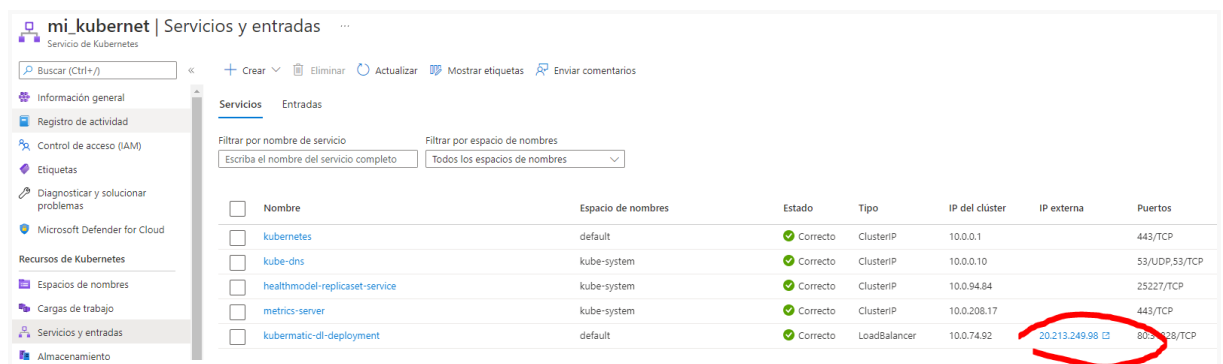 mi_kubernet | Servicios y entradas ...
Servicio de Kubernetes
Buscar (Ctrl+/) «
+ Crear Eliminar Actualizar Mostrar etiquetas Enviar comentarios
Información general
Registro de actividad
Control de acceso (IAM)
Etiquetas
Diagnosticar y solucionar
problemas
Microsoft Defender for Cloud
Recursos de Kubernetes
Espacios de nombres
Cargas de trabajo
Servicios y entradas
Almacenamiento
Servicios Entradas
Filtrar por nombre de servicio Filtrar por espacio de nombres
Escriba el nombre del servicio completo Todos los espacios de nombres
Nombre Espacio de nombres Estado Tipo IP del clúster IP externa Puertos
kubernetes default Correcto ClusterIP 10.0.0.1 443/TCP
kube-dns kube-system Correcto ClusterIP 10.0.0.10 53/UDP,53/TCP
healthmodel-replicaset-service kube-system Correcto ClusterIP 10.0.94.84 25227/TCP
metrics-server kube-system Correcto ClusterIP 10.0.208.17 443/TCP
kubermatic-dl-deployment default Correcto LoadBalancer 10.0.74.92 20.213.249.98